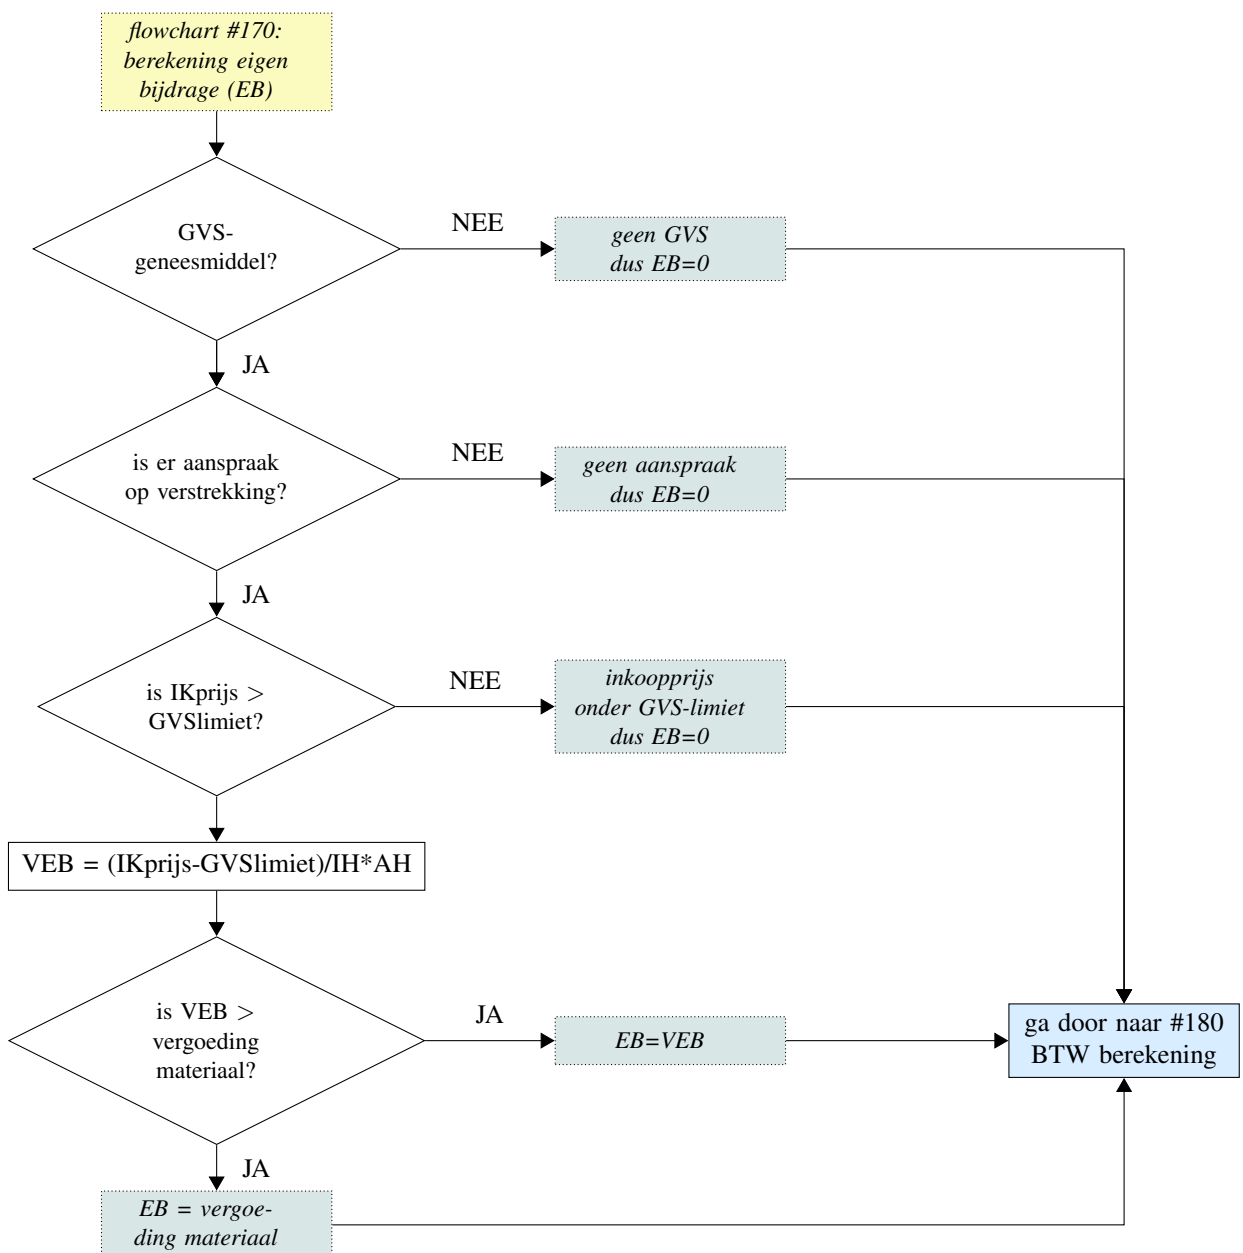 flowchart #170:
berekening eigen
bijdrage (EB)
GVS-
geneesmiddel?
NEE
geen GVS
dus EB=0
JA
is er aanspraak
op verstrekking?
NEE
geen aanspraak
dus EB=0
JA
is IKprijs >
GVSlimiet?
NEE
inkoopprijs
onder GVS-limiet
dus EB=0
VEB = (IKprijs-GVSlimiet)/IH*AH
is VEB >
vergoeding
materiaal?
JA
EB=VEB
ga door naar #180
BTW berekening
JA
EB = vergoe-
ding materiaal